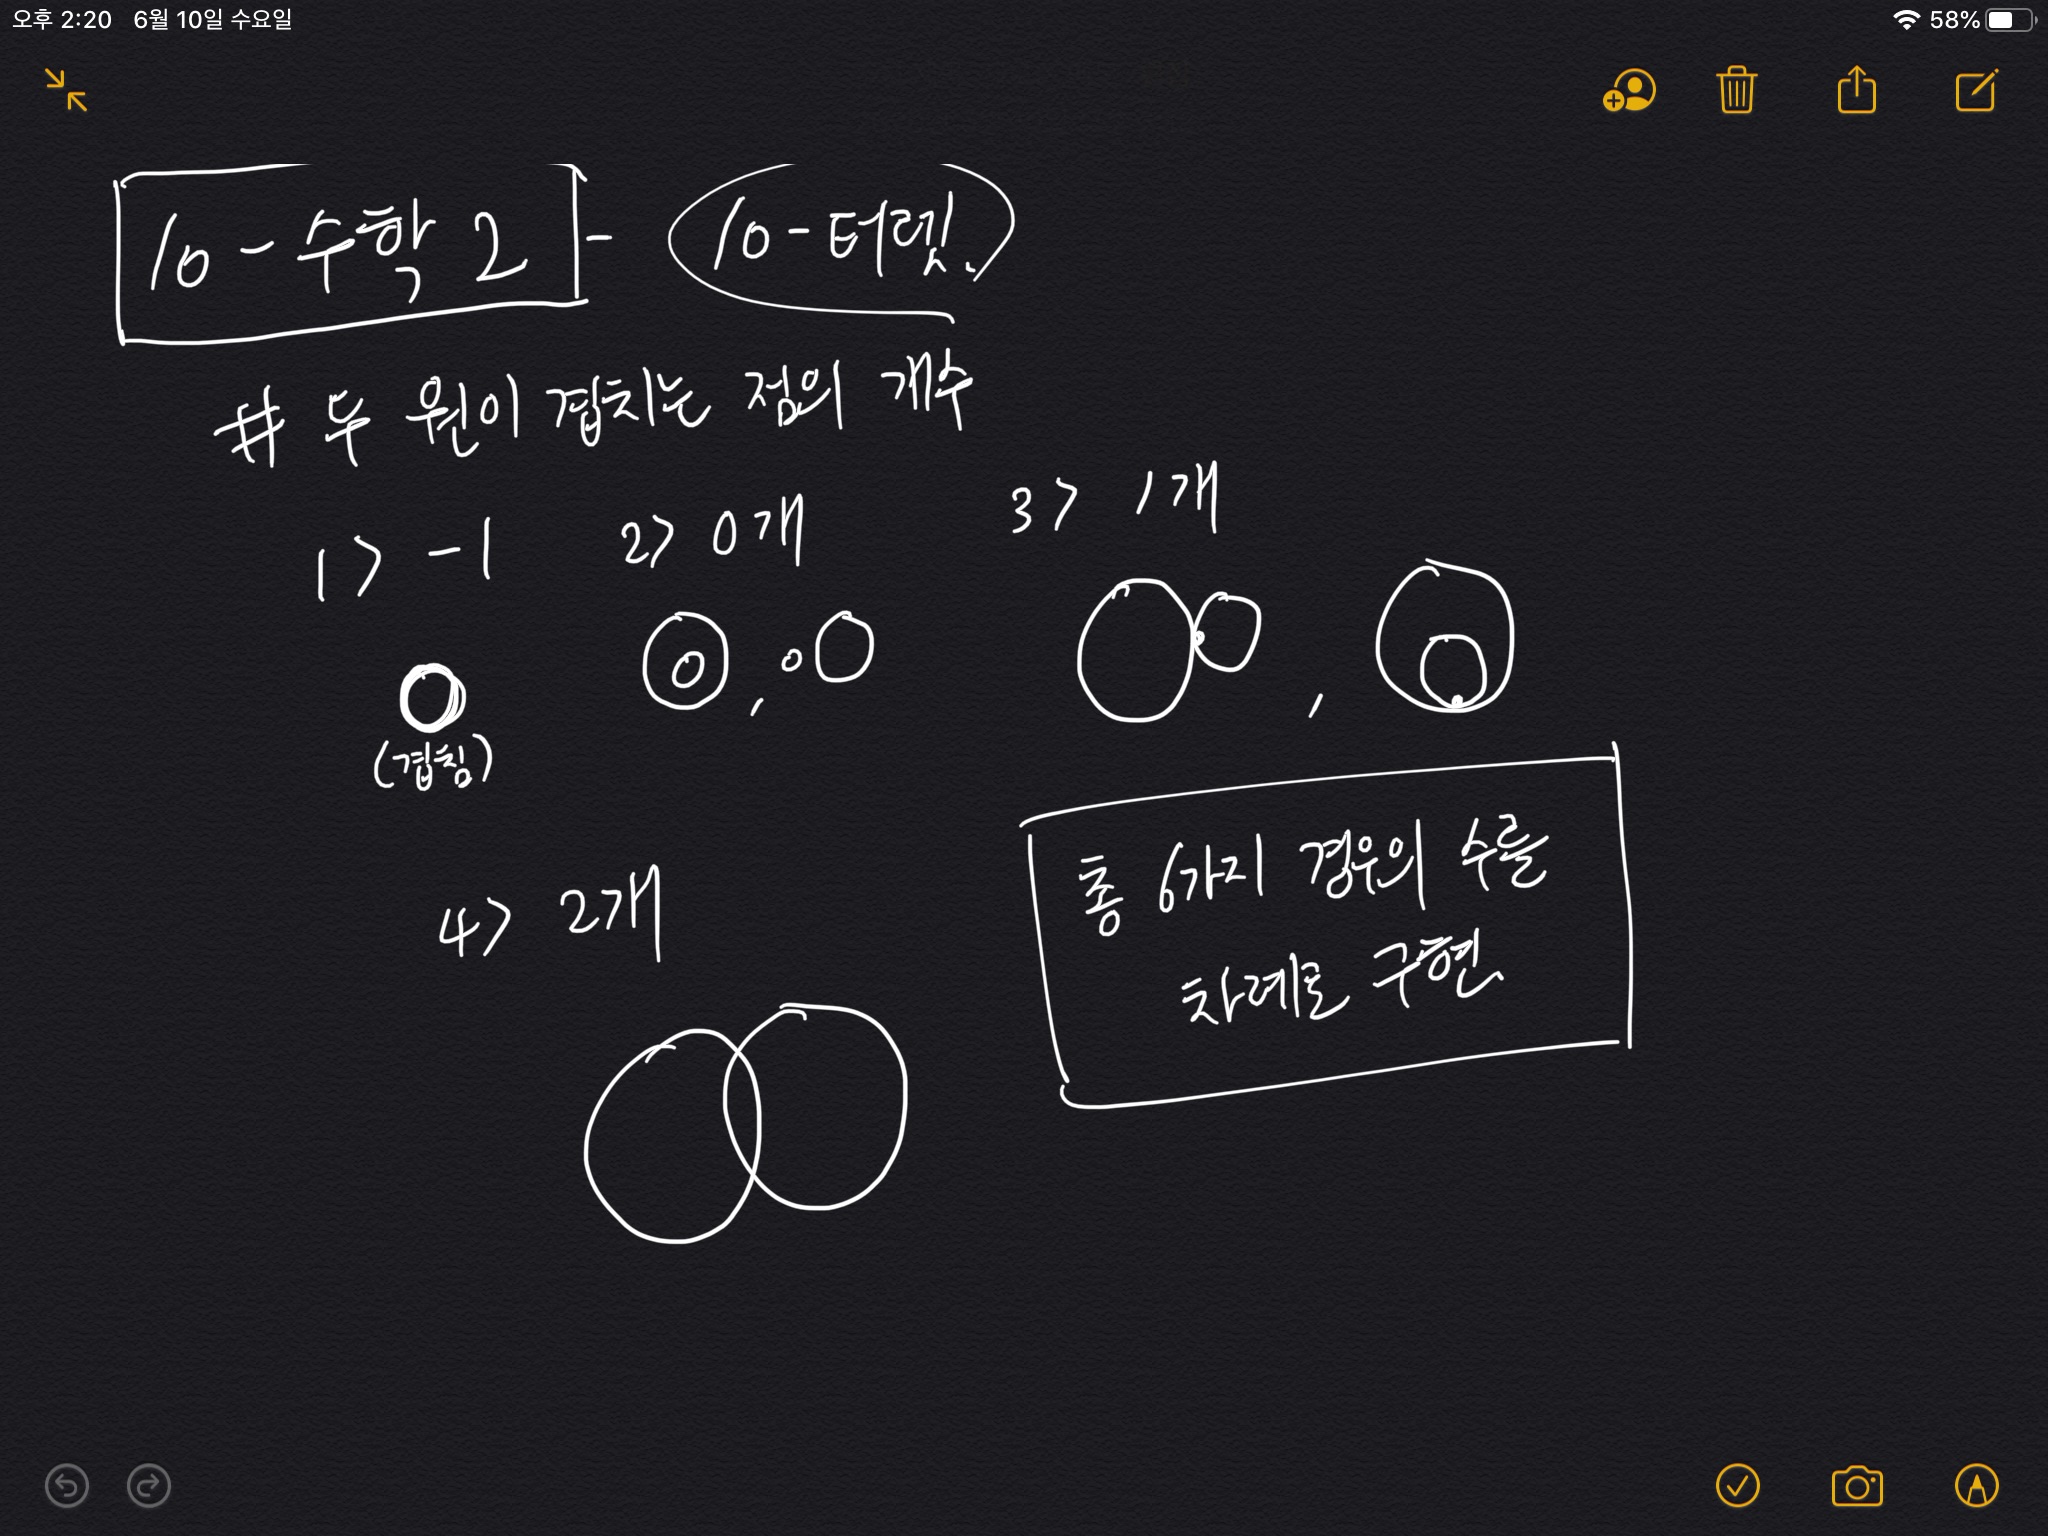 오후 2:20 6월 10일 수요일 58%
10-수학 2 - 10-터렛.
# 두 원이 겹치는 점의 개수
1> -1 2> 0개 3> 1개
, ,
(겹침)
4> 2개
총 6가지 경우의 수를
차례로 구현